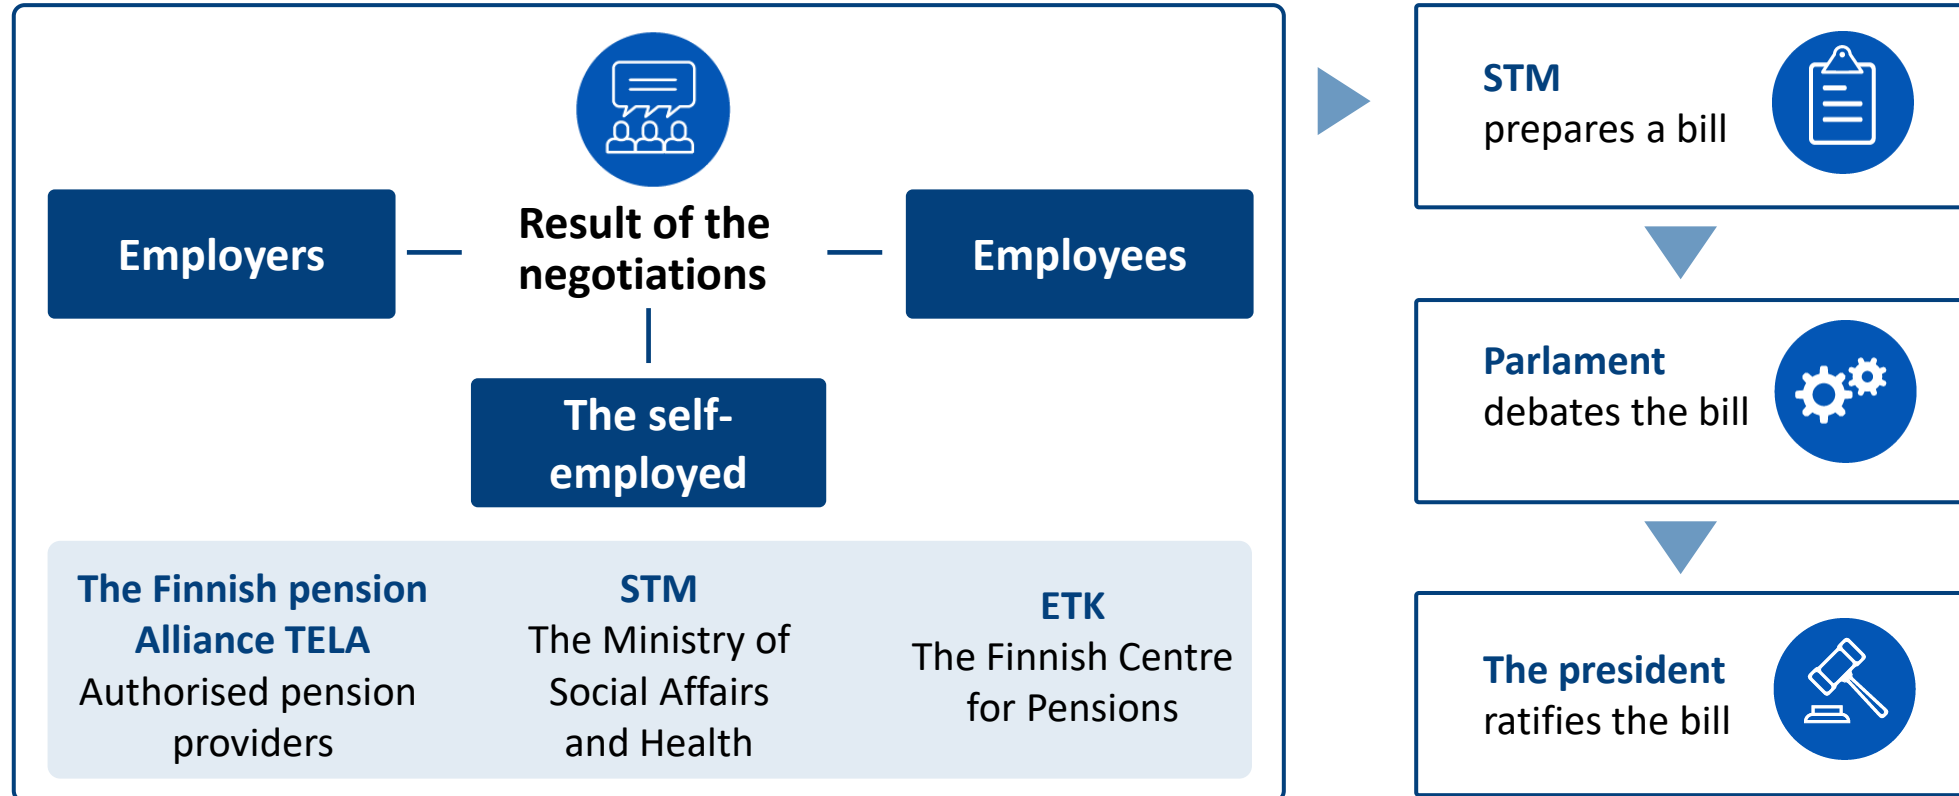 Result of the
negotiations
Employers
Employees
The self-
employed
The Finnish pension
Alliance TELA
Authorised pension
providers
STM
The Ministry of
Social Affairs
and Health
ETK
The Finnish Centre
for Pensions
STM
prepares a bill
Parlament
debates the bill
The president
ratifies the bill